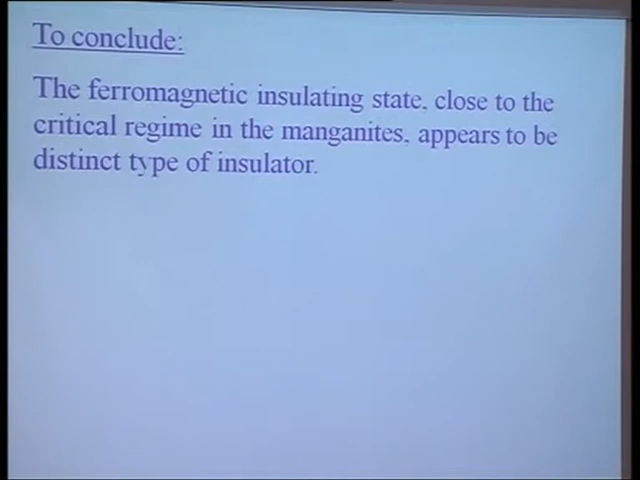 To conclude:
The ferromagnetic insulating state, close to the
critical regime in the manganites, appears to be
distinct type of insulator.